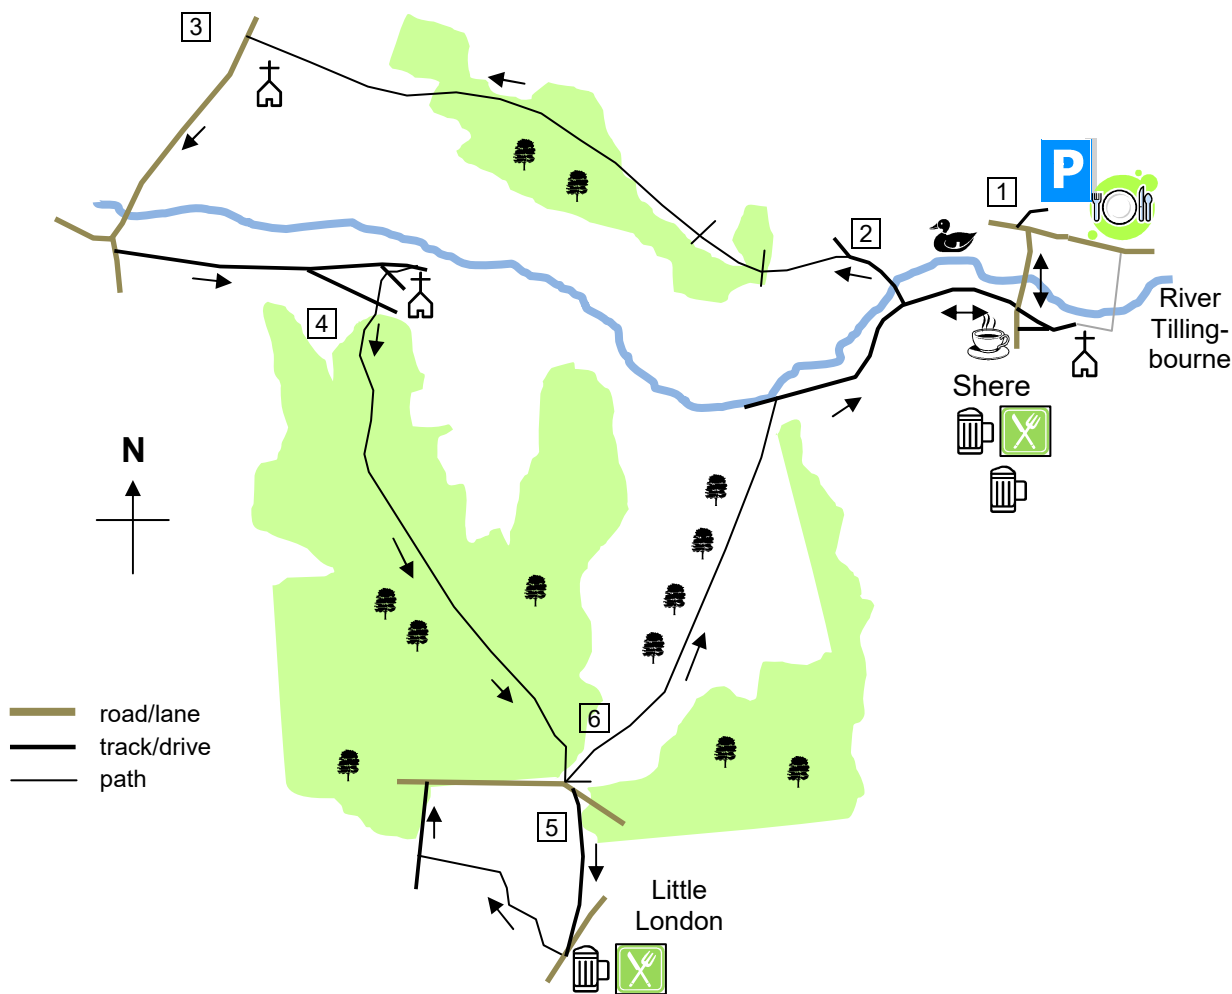 3
P
1
2
River
Tilling-
bourne
4
Shere
N
6
road/lane
track/drive
path
5
Little
London